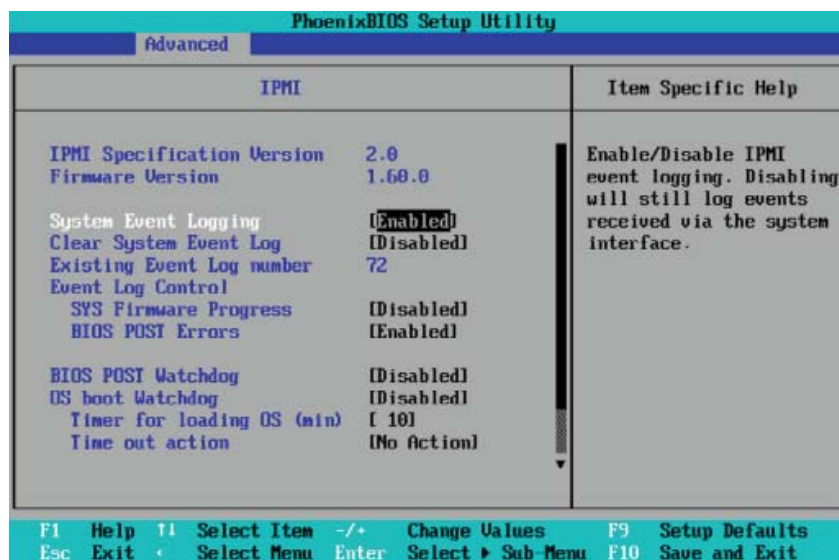 PhoenixBIOS Setup Utility
Advanced
IPMI
Item Specific Help
IPMI Specification Version 2.0
Firmware Version 1.60.0
System Event Logging [Enabled]
Clear System Event Log [Disabled]
Existing Event Log number 72
Event Log Control
SYS Firmware Progress [Disabled]
BIOS POST Errors [Enabled]
BIOS POST Watchdog [Disabled]
OS boot Watchdog [Disabled]
Timer for loading OS (min) [ 10]
Time out action [No Action]
Enable/Disable IPMI
event logging. Disabling
will still log events
received via the system
interface.
F1 Help ↑↓ Select Item -/+ Change Values F9 Setup Defaults
Esc Exit ← Select Menu Enter Select ▶ Sub-Menu F10 Save and Exit